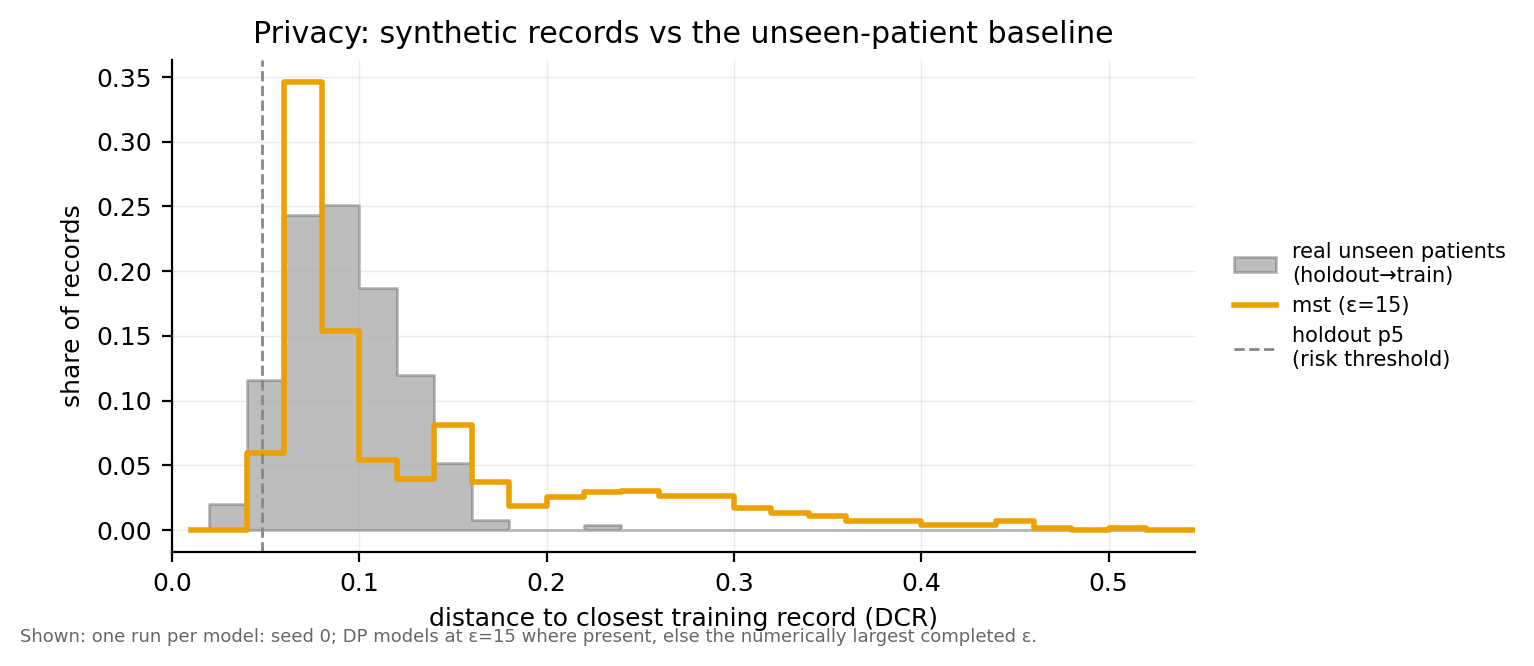 Privacy: synthetic records vs the unseen-patient baseline
share of records
0.35
0.30
0.25
0.20
0.15
0.10
0.05
0.00
0.0 0.1 0.2 0.3 0.4 0.5
distance to closest training record (DCR)
real unseen patients
(holdout→train)
mst (ε=15)
holdout p5
(risk threshold)
Shown: one run per model: seed 0; DP models at ε=15 where present, else the numerically largest completed ε.